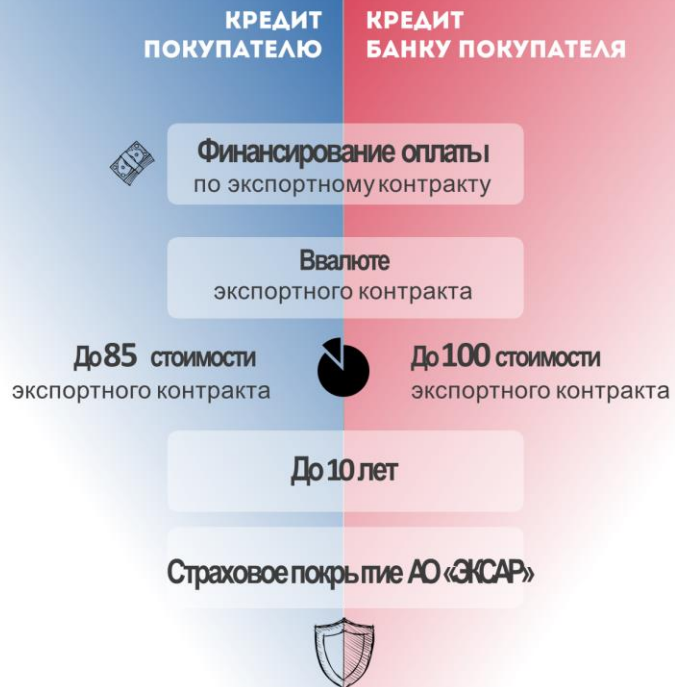 КРЕДИТ
ПОКУПАТЕЛЮ
КРЕДИТ
БАНКУ ПОКУПАТЕЛЯ
Финансирование оплаты
по экспортному контракту
В валюте
экспортного контракта
До 85 стоимости
экспортного контракта
До 100 стоимости
экспортного контракта
До 10 лет
Страховое покрытие АО «ЭКСАР»